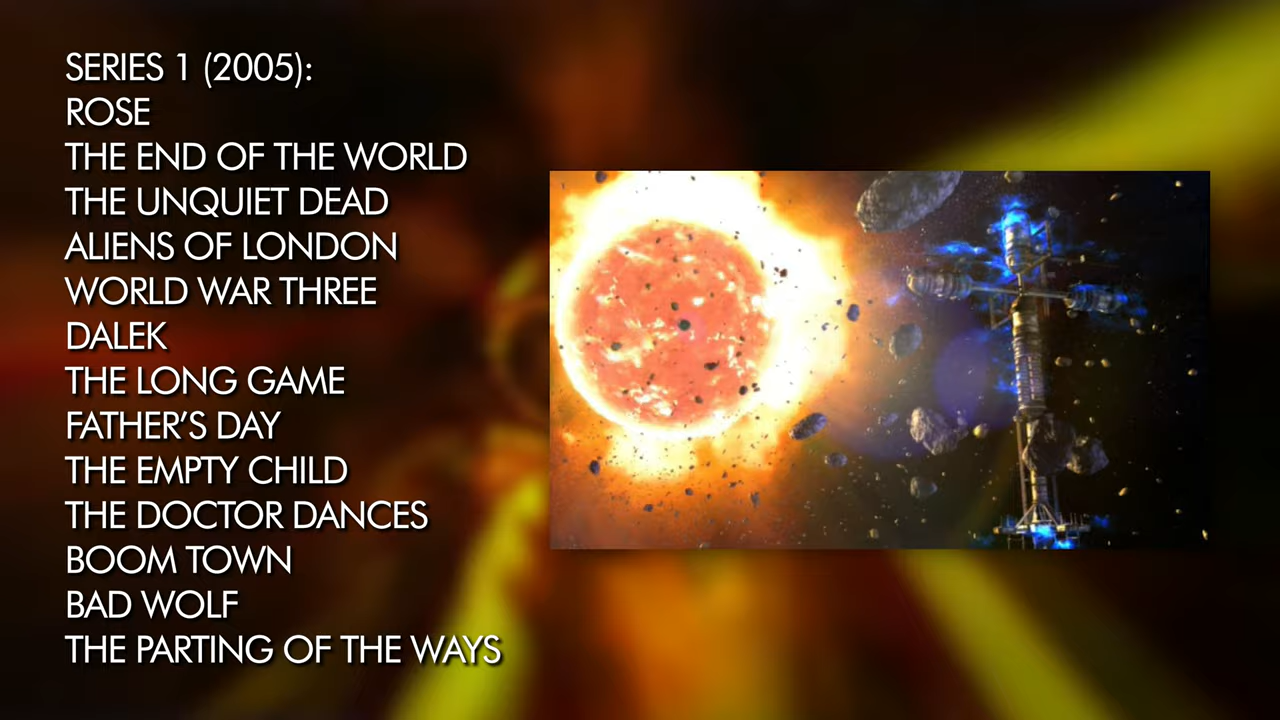 SERIES 1 (2005):
ROSE
THE END OF THE WORLD
THE UNQUIET DEAD
ALIENS OF LONDON
WORLD WAR THREE
DALEK
THE LONG GAME
FATHER’S DAY
THE EMPTY CHILD
THE DOCTOR DANCES
BOOM TOWN
BAD WOLF
THE PARTING OF THE WAYS